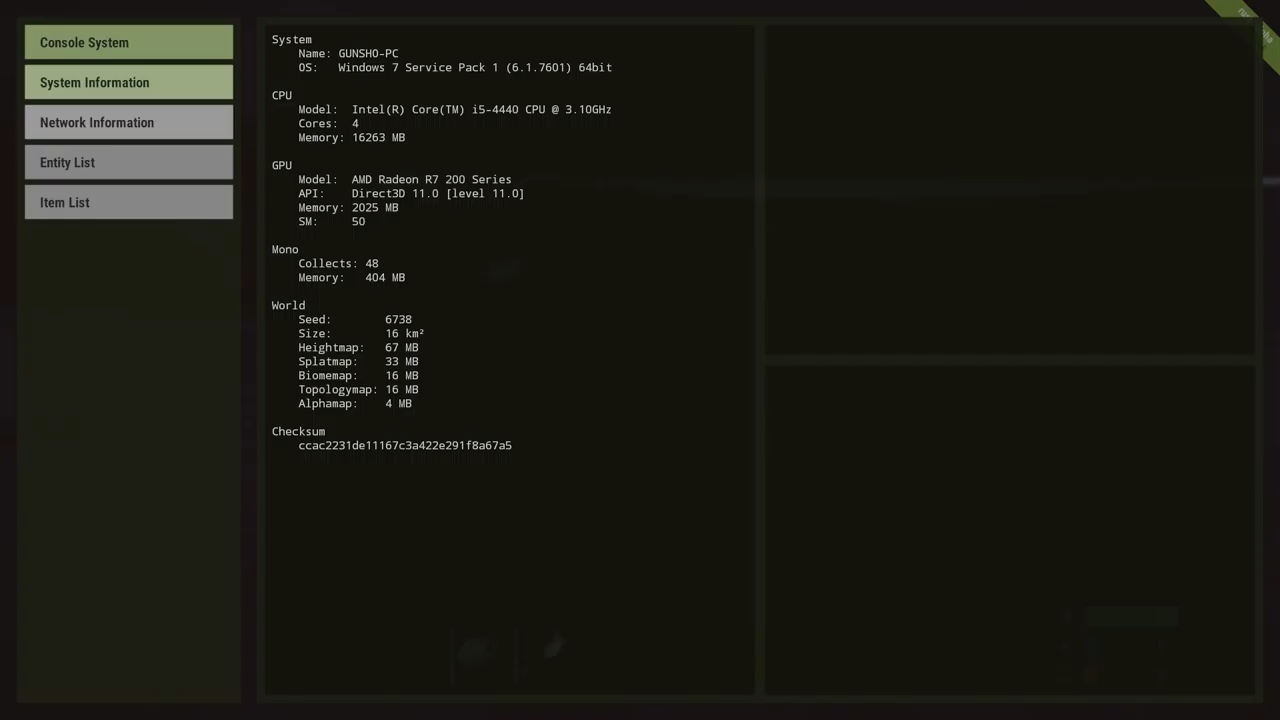 Console System
System Information
Network Information
Entity List
Item List
System
Name: GUNSHO-PC
OS: Windows 7 Service Pack 1 (6.1.7601) 64bit
CPU
Model: Intel(R) Core(TM) i5-4440 CPU @ 3.10GHz
Cores: 4
Memory: 16263 MB
GPU
Model: AMD Radeon R7 200 Series
API: Direct3D 11.0 [level 11.0]
Memory: 2025 MB
SM: 50
Mono
Collects: 48
Memory: 404 MB
World
Seed: 6738
Size: 16 km²
Heightmap: 67 MB
Splatmap: 33 MB
Biomemap: 16 MB
Topologymap: 16 MB
Alphamap: 4 MB
Checksum
ccac2231de11167c3a422e291f8a67a5